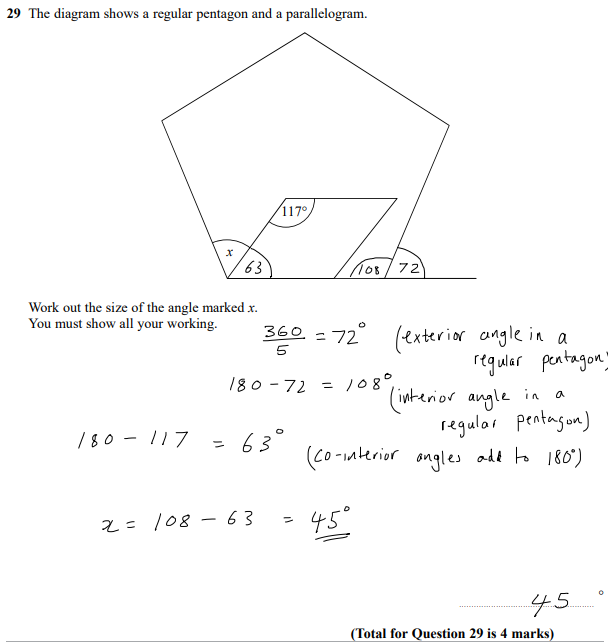 29 The diagram shows a regular pentagon and a parallelogram.
117°
x
63
108
72
Work out the size of the angle marked x.
You must show all your working.
360/5 = 72° (exterior angle in a
regular pentagon)
180 - 72 = 108° (interior angle in a
regular pentagon)
180 - 117 = 63°
(co-interior angles add to 180°)
x = 108 - 63 = 45°
45 °
(Total for Question 29 is 4 marks)